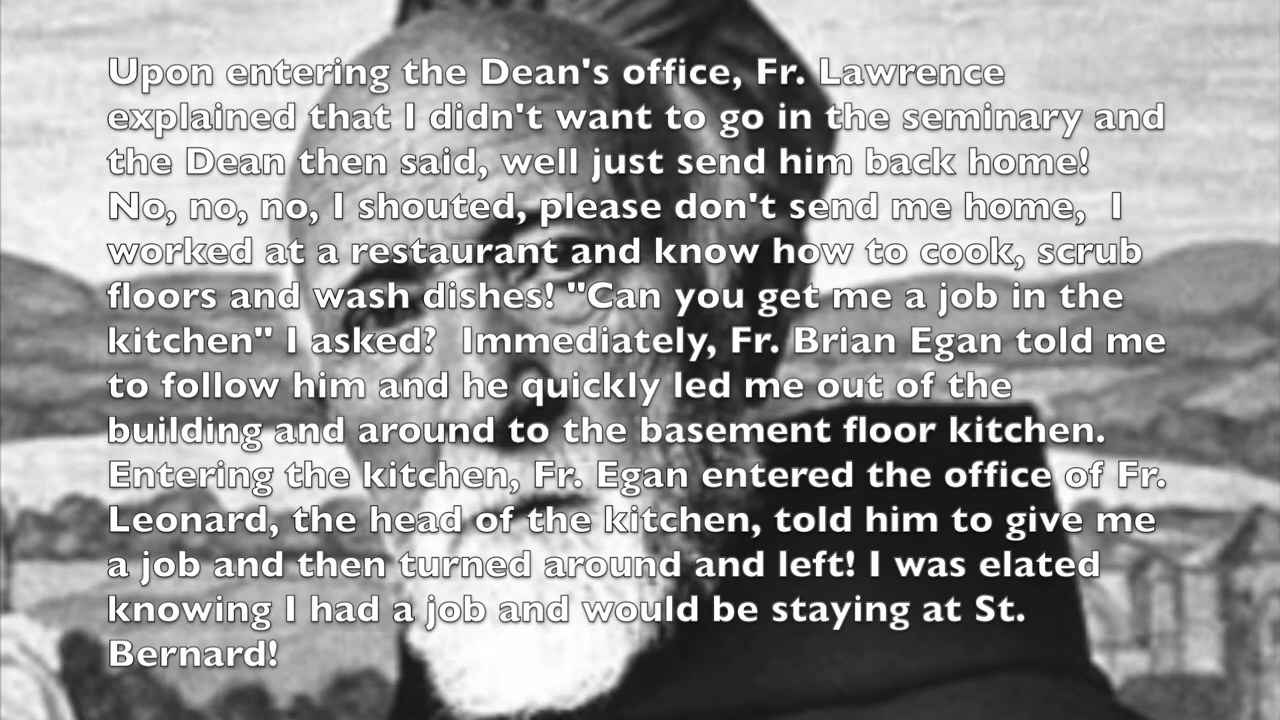 Upon entering the Dean's office, Fr. Lawrence
explained that I didn't want to go in the seminary and
the Dean then said, well just send him back home!
No, no, no, I shouted, please don't send me home,  I
worked at a restaurant and know how to cook, scrub
floors and wash dishes! "Can you get me a job in the
kitchen" I asked?  Immediately, Fr. Brian Egan told me
to follow him and he quickly led me out of the
building and around to the basement floor kitchen.
Entering the kitchen, Fr. Egan entered the office of Fr.
Leonard, the head of the kitchen, told him to give me
a job and then turned around and left! I was elated
knowing I had a job and would be staying at St.
Bernard!